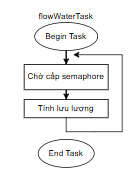 flowWaterTask
Begin Task
Chờ cấp semaphore
Tính lưu lượng
End Task